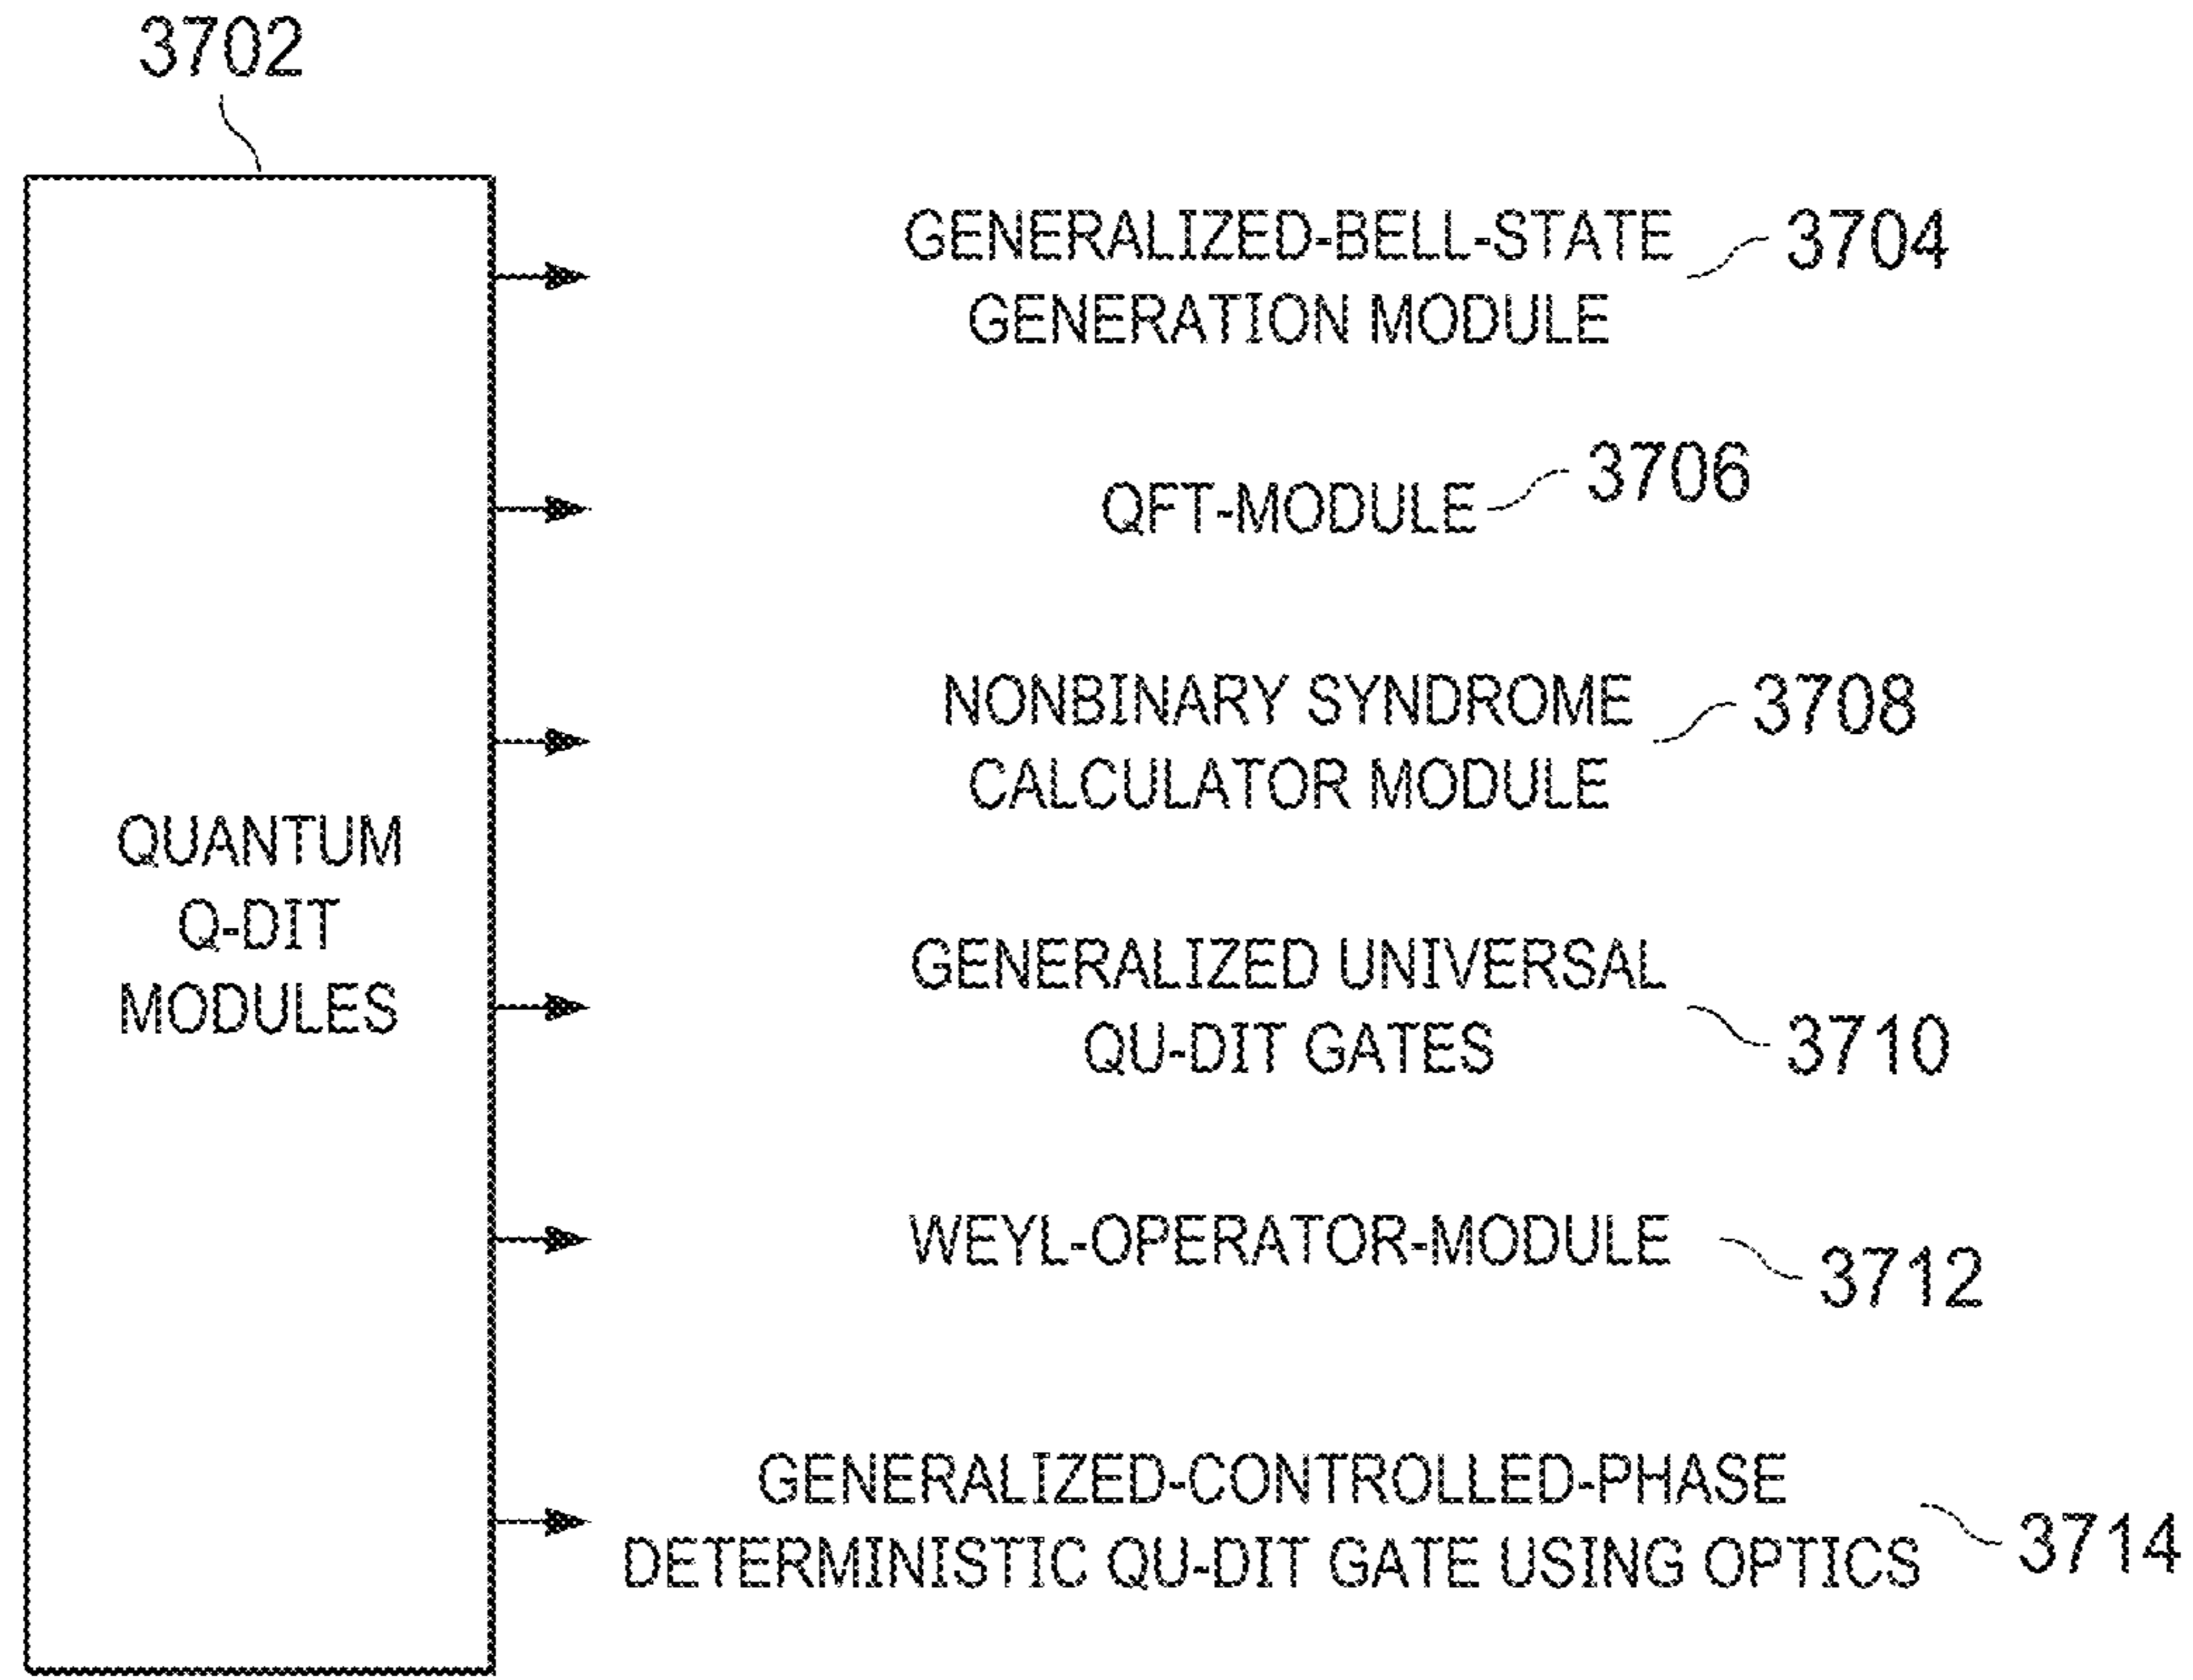 3702
GENERALIZED-BELL-STATE
GENERATION MODULE
3704
QFT-MODULE
3706
NONBINARY SYNDROME
CALCULATOR MODULE
3708
QUANTUM
Q-DIT
MODULES
GENERALIZED UNIVERSAL
QU-DIT GATES
3710
WEYL-OPERATOR-MODULE
3712
GENERALIZED-CONTROLLED-PHASE
DETERMINISTIC QU-DIT GATE USING OPTICS
3714